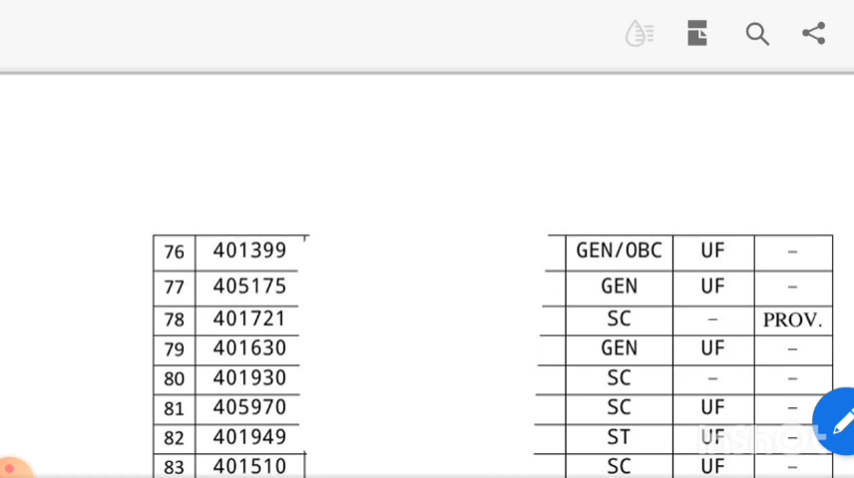 76 401399 GEN/OBC UF –
77 405175 GEN UF –
78 401721 SC – PROV.
79 401630 GEN UF –
80 401930 SC – –
81 405970 SC UF –
82 401949 ST UF –
83 401510 SC UF –